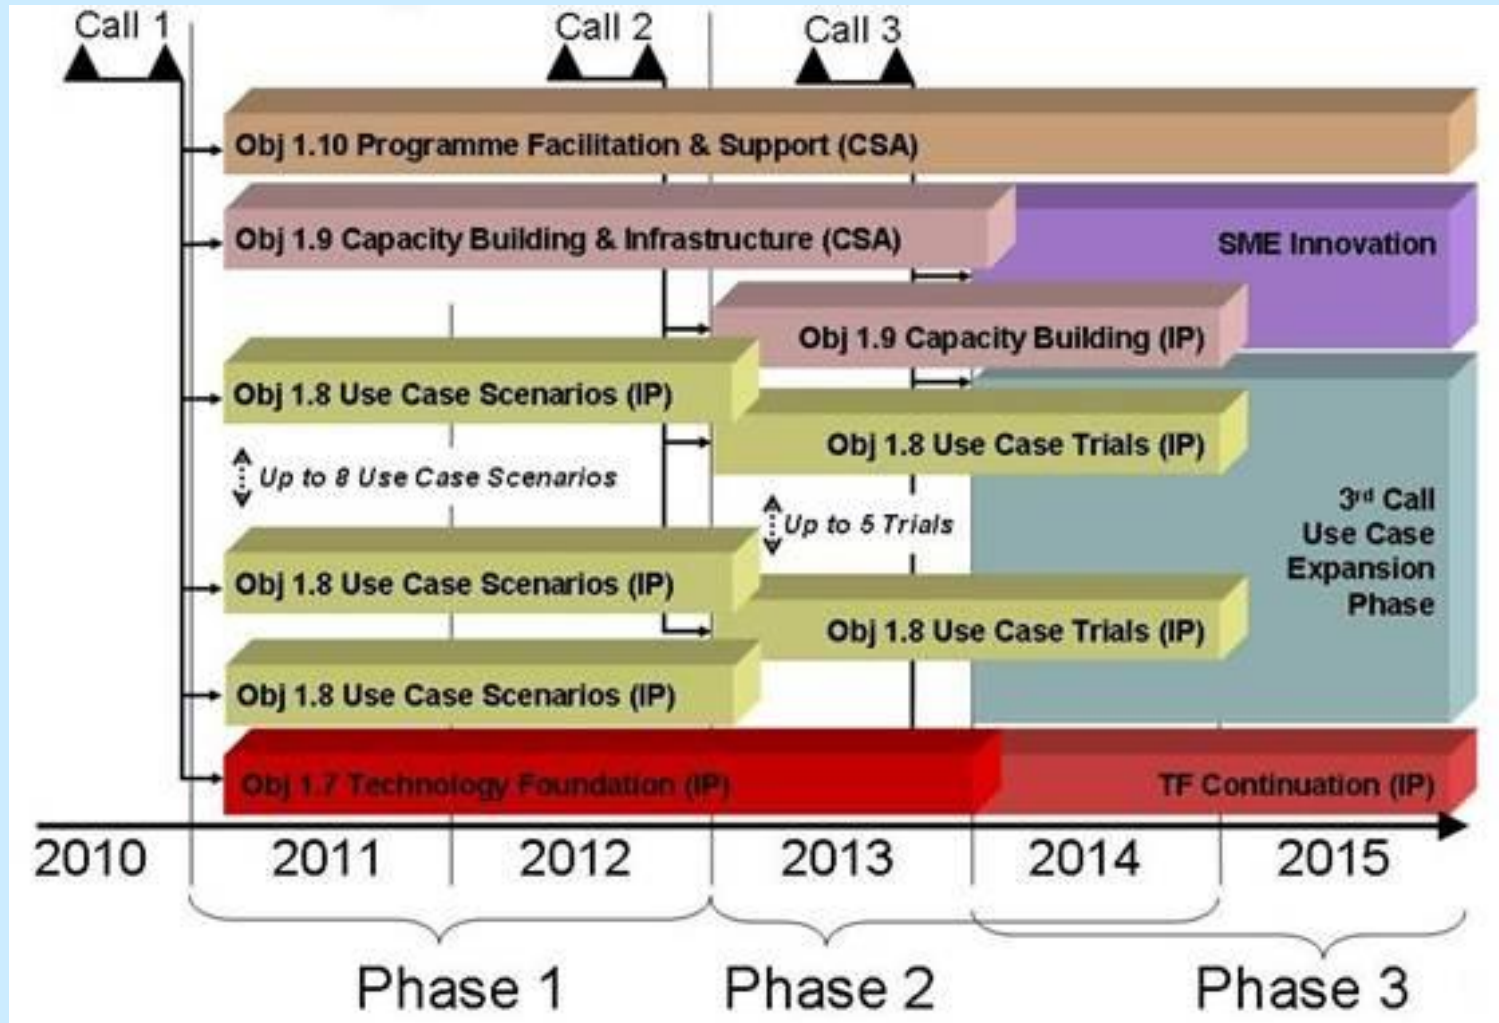 Call 1
Call 2
Call 3
Obj 1.10 Programme Facilitation & Support (CSA)
Obj 1.9 Capacity Building & Infrastructure (CSA)
SME Innovation
Obj 1.9 Capacity Building (IP)
Obj 1.8 Use Case Scenarios (IP)
Obj 1.8 Use Case Trials (IP)
Up to 8 Use Case Scenarios
Up to 5 Trials
3rd Call
Use Case
Expansion
Phase
Obj 1.8 Use Case Scenarios (IP)
Obj 1.8 Use Case Trials (IP)
Obj 1.8 Use Case Scenarios (IP)
Obj 1.7 Technology Foundation (IP)
TF Continuation (IP)
2010 2011 2012 2013 2014 2015
Phase 1 Phase 2 Phase 3